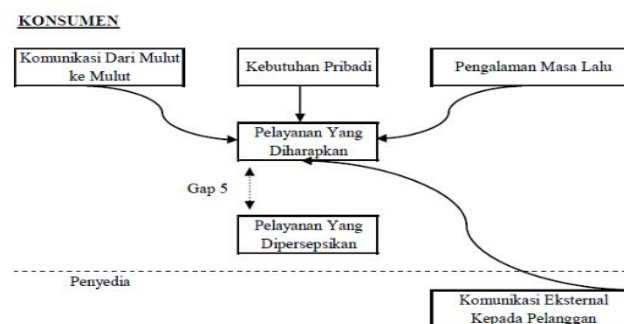 KONSUMEN
Komunikasi Dari Mulut
ke Mulut
Kebutuhan Pribadi
Pengalaman Masa Lalu
Pelayanan Yang
Diharapkan
Gap 5
Pelayanan Yang
Dipersepsikan
Penyedia
Komunikasi Eksternal
Kepada Pelanggan